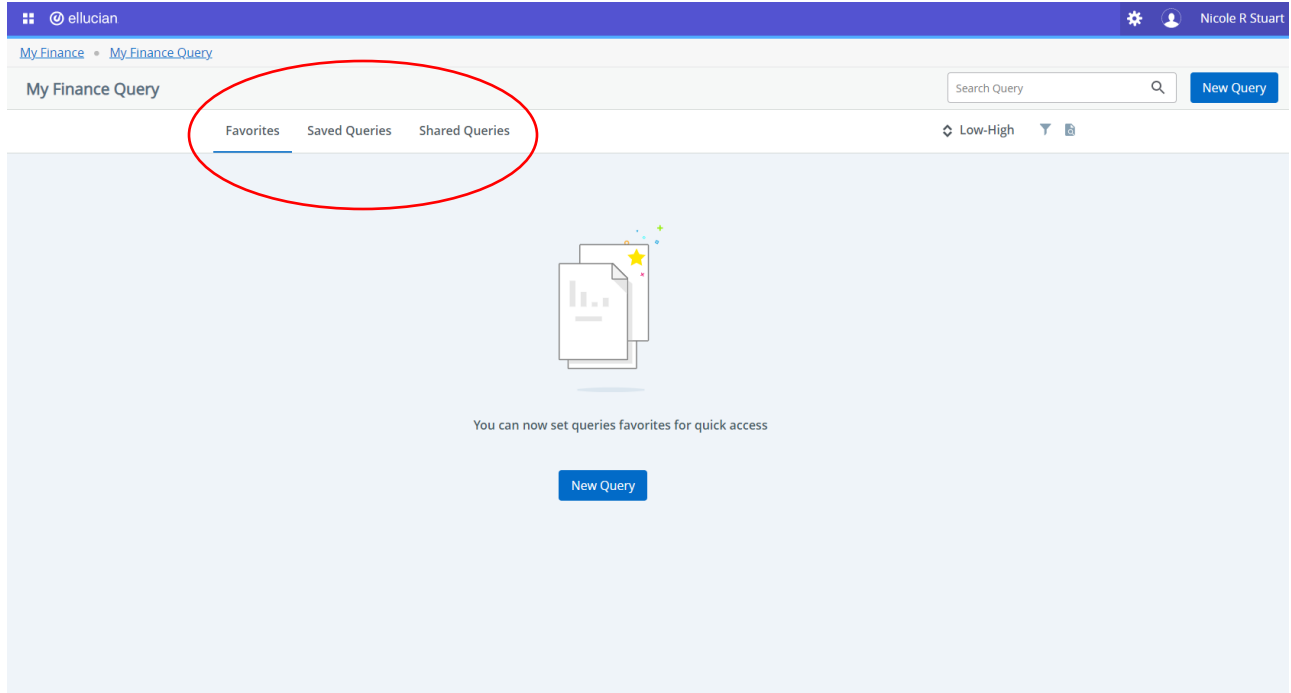 ellucian Nicole R Stuart
My Finance • My Finance Query
My Finance Query Search Query New Query
Favorites Saved Queries Shared Queries Low-High
You can now set queries favorites for quick access
New Query